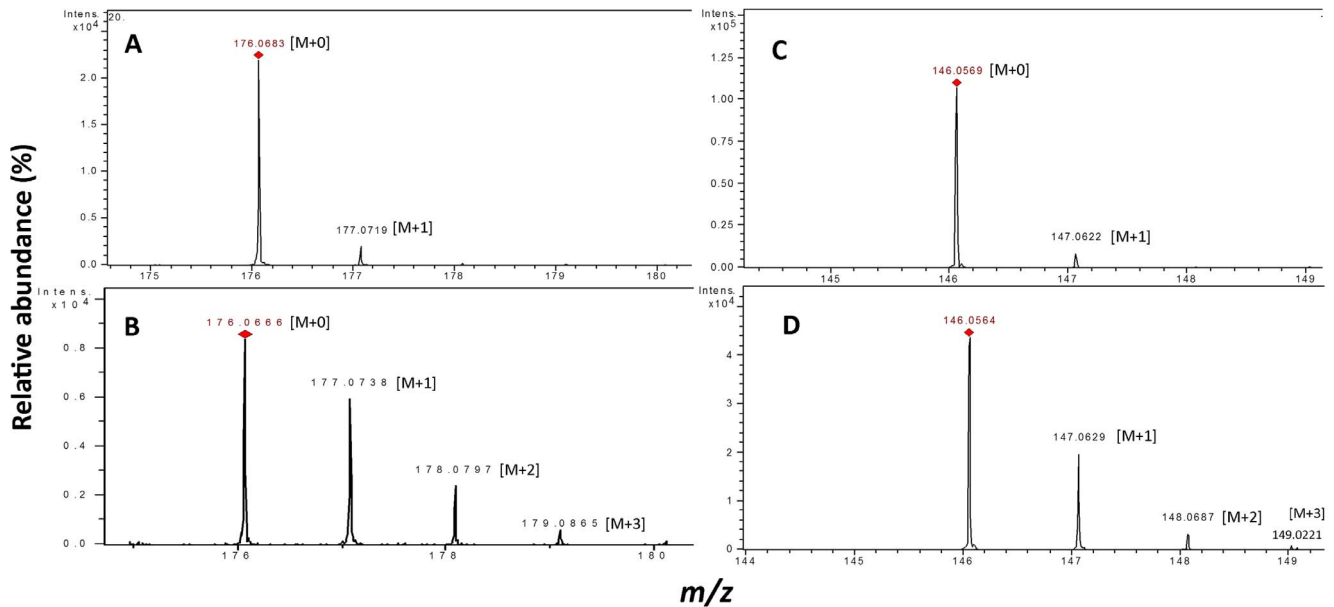 Relative abundance (%)
Intens.
x10⁴
20.
A
176.0683 [M+0]
2.0
1.5
1.0
177.0719 [M+1]
0.5
0.0
175
176
177
178
179
180
Intens.
x10⁴
B
176.0666 [M+0]
0.8
177.0738 [M+1]
0.6
0.4
178.0797 [M+2]
0.2
179.0865 [M+3]
0.0
176
178
180
Intens.
x10⁵
C
146.0569 [M+0]
1.25
1.00
0.75
0.50
0.25
147.0622 [M+1]
0.00
145
146
147
148
149
Intens.
x10⁴
D
146.0564
4
3
147.0629 [M+1]
2
1
148.0687 [M+2]
[M+3]
149.0221
0
144
145
146
147
148
149
m/z